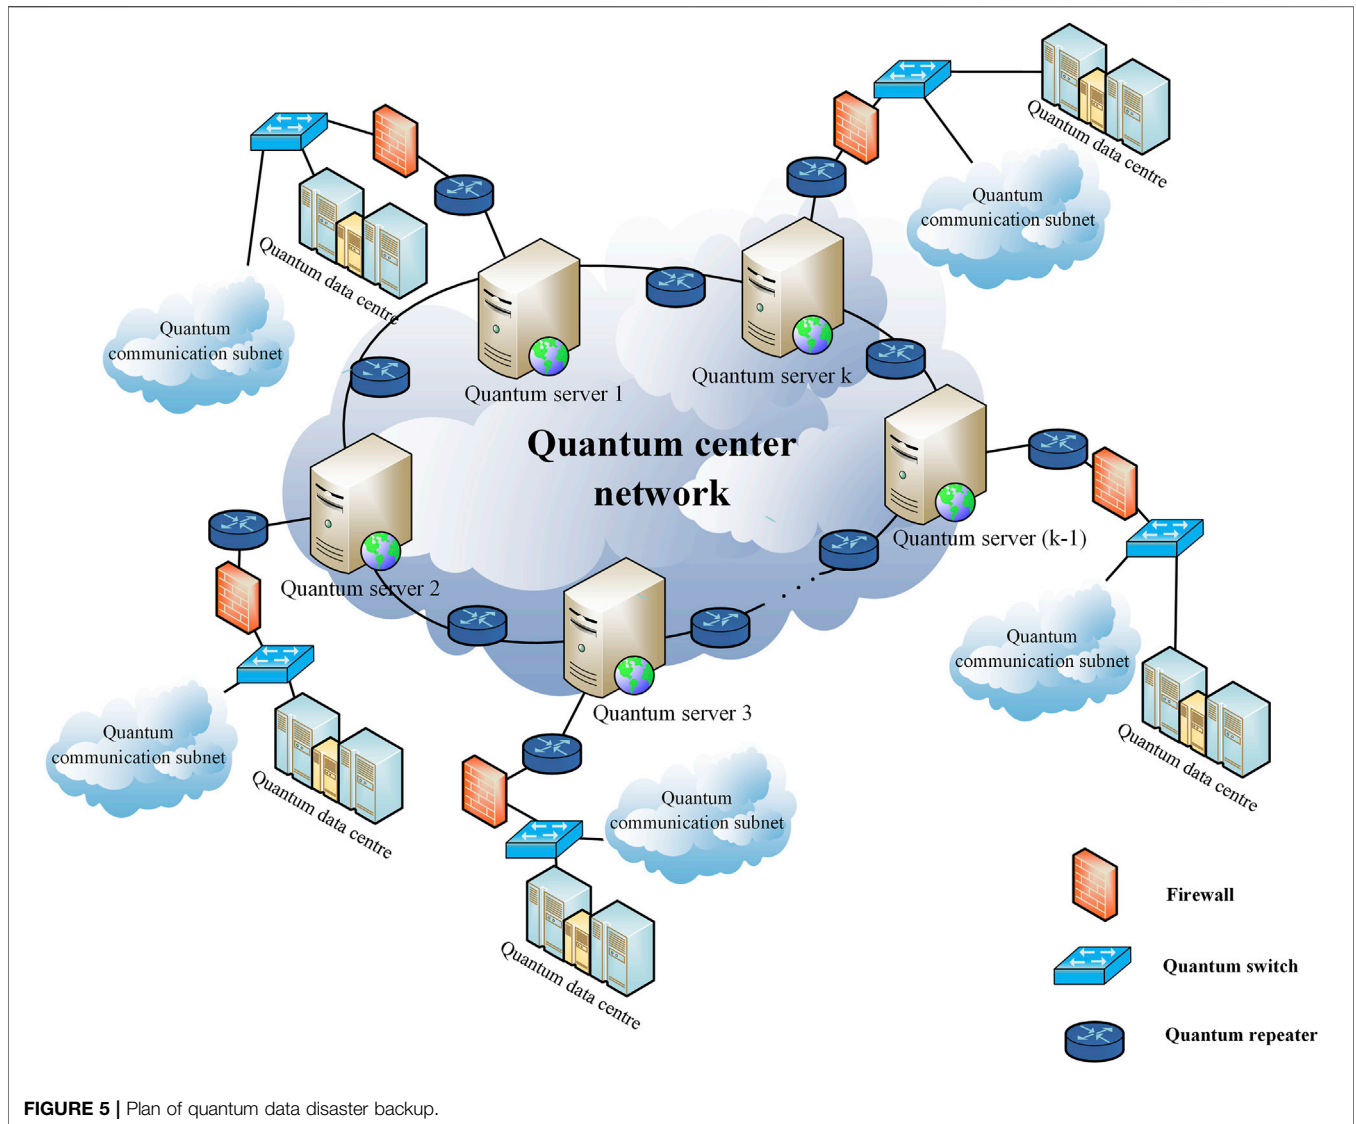 Quantum data centre
Quantum
communication subnet
Quantum data centre
Quantum
communication subnet
Quantum server 1
Quantum server k
Quantum center
network
Quantum server (k-1)
Quantum server 2
Quantum
communication subnet
Quantum server 3
Quantum
communication subnet
Quantum data centre
Quantum data centre
Quantum
communication subnet
Quantum data centre
Firewall
Quantum switch
Quantum repeater
FIGURE 5 | Plan of quantum data disaster backup.